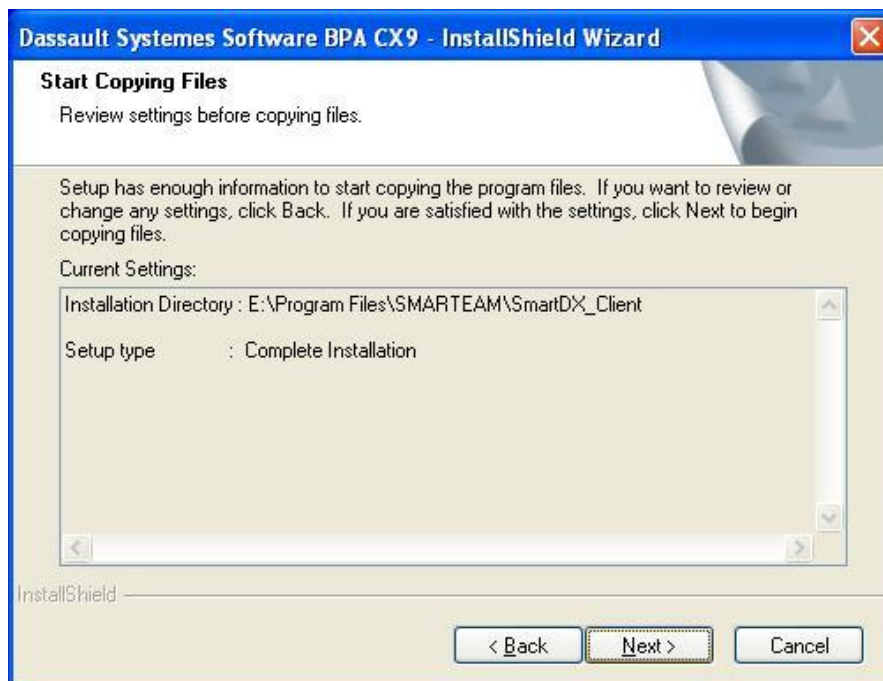 Dassault Systemes Software BPA CX9 - InstallShield Wizard
Start Copying Files
Review settings before copying files.
Setup has enough information to start copying the program files.  If you want to review or
change any settings, click Back.  If you are satisfied with the settings, click Next to begin
copying files.
Current Settings:
Installation Directory : E:\Program Files\SMARTEAM\SmartDX_Client
Setup type : Complete Installation
InstallShield
< Back Next > Cancel